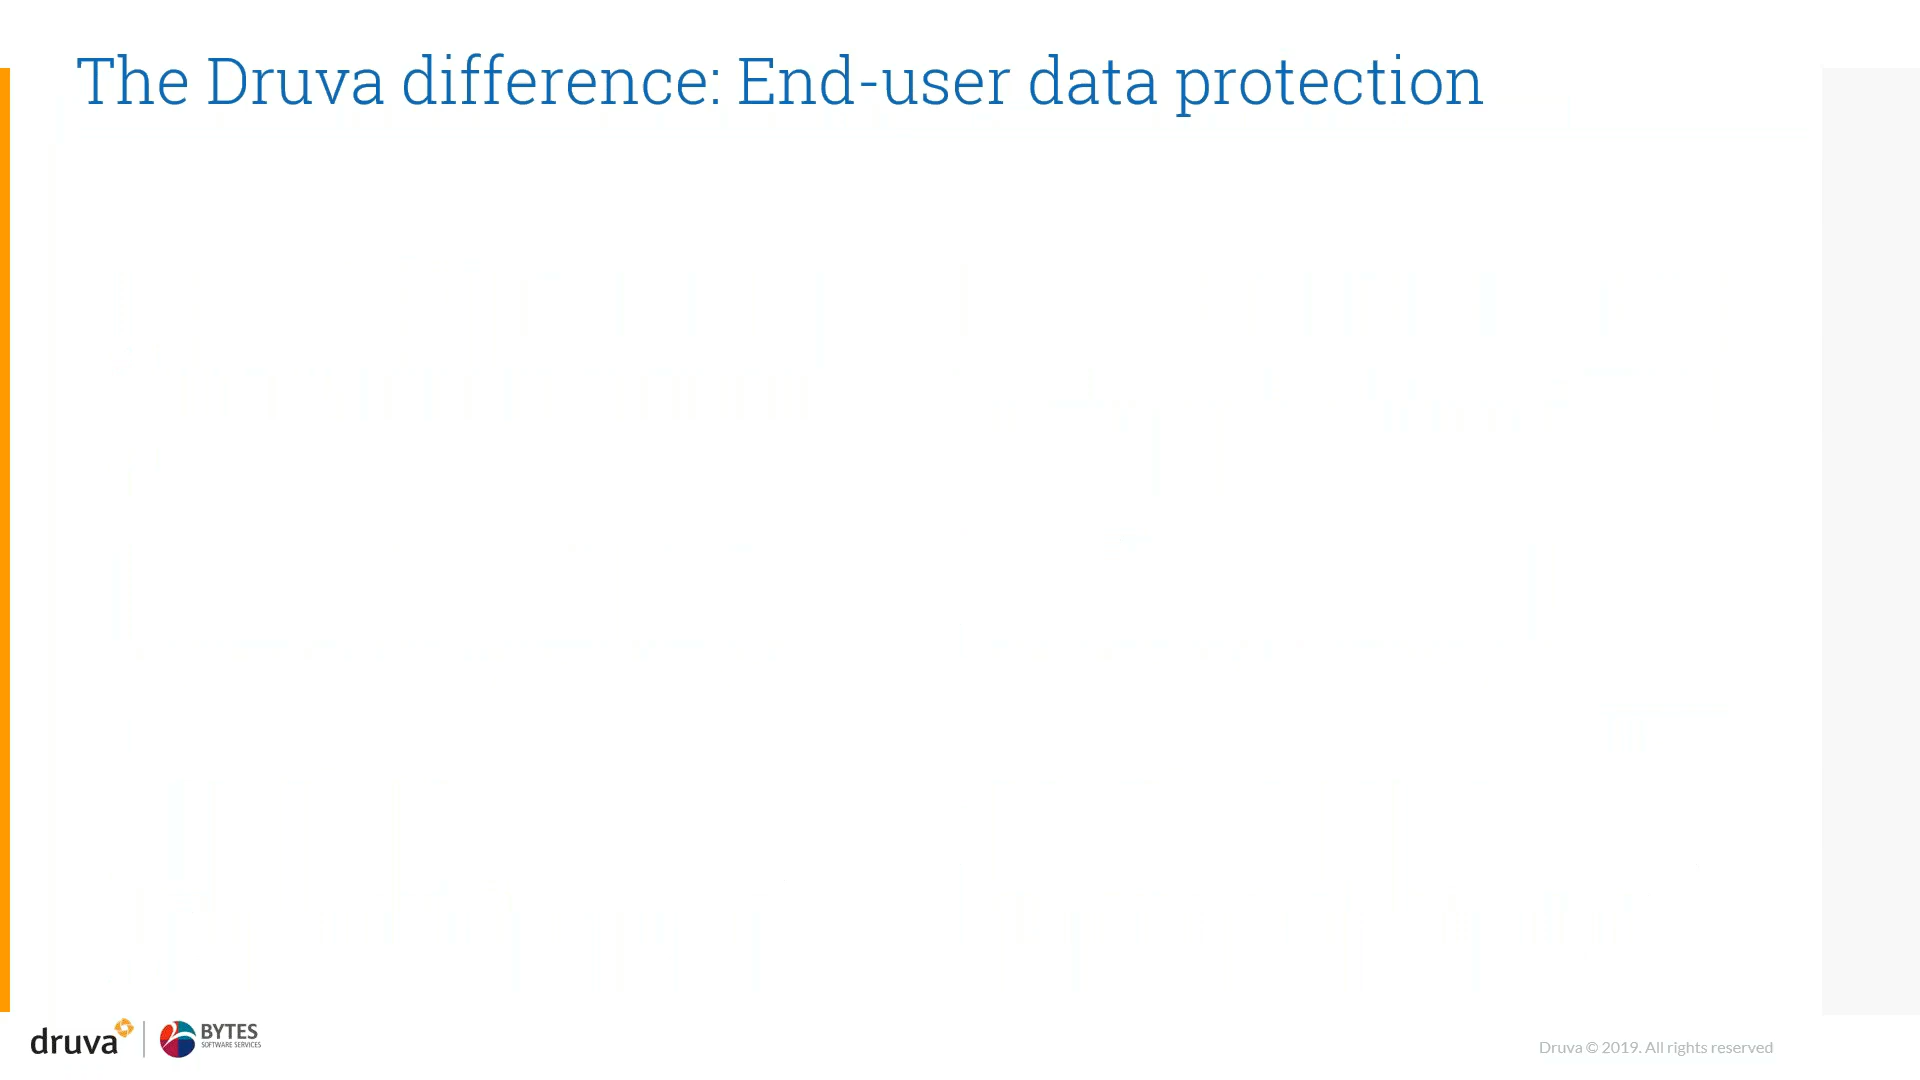 The Druva difference: End-user data protection
druva
BYTES
SOFTWARE SERVICES
Druva © 2019. All rights reserved